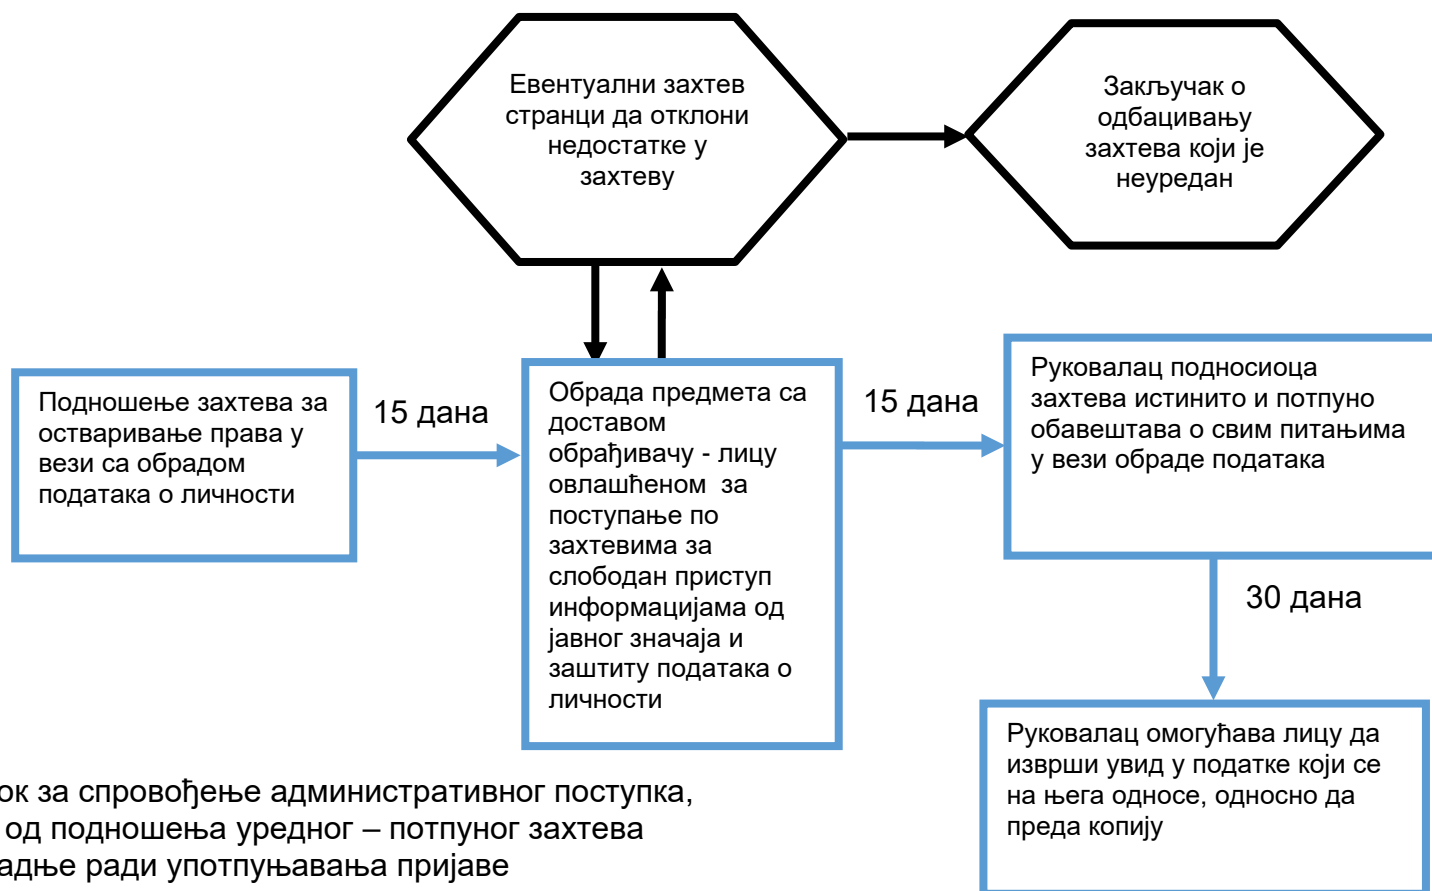 Евентуални захтев
странци да отклони
недостатке у
захтеву
Закључак о
одбацивању
захтева који је
неуредан
Подношење захтева за
остваривање права у
вези са обрадом
података о личности
15 дана
Обрада предмета са
доставом
обрађивачу - лицу
овлашћеном за
поступање по
захтевима за
слободан приступ
информацијама од
јавног значаја и
заштиту података о
личности
15 дана
Руковалац подносиоца
захтева истинито и потпуно
обавештава о свим питањима
у вези обраде података
30 дана
Руковалац омогућава лицу да
изврши увид у податке који се
на њега односе, односно да
преда копију
ок за спровођење административног поступка,
од подношења уредног – потпуног захтева
адње ради употпуњавања пријаве